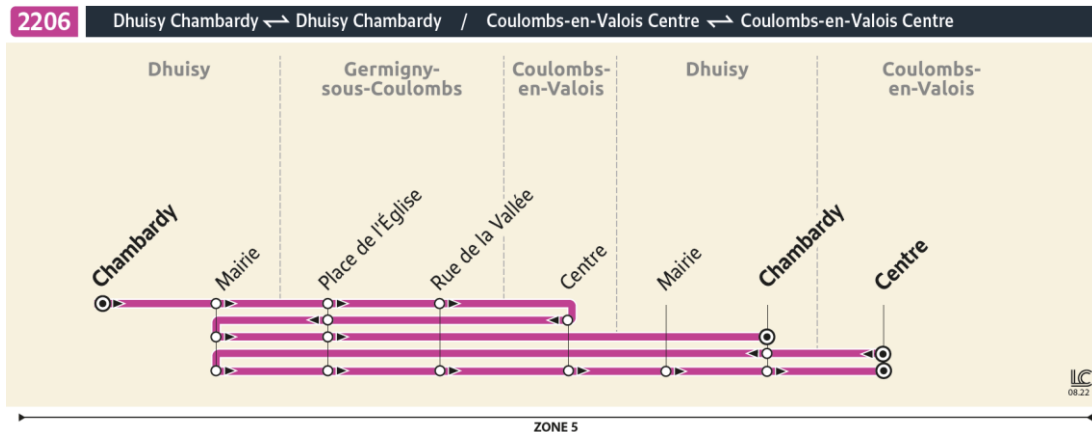 2206 Dhuisy Chambardy ⇌ Dhuisy Chambardy / Coulombs-en-Valois Centre ⇌ Coulombs-en-Valois Centre
Dhuisy
Germigny-
sous-Coulombs
Coulombs-
en-Valois
Dhuisy
Coulombs-
en-Valois
Chambardy
Mairie
Place de l'Église
Rue de la Vallée
Centre
Mairie
Chambardy
Centre
LC
08.22
ZONE 5